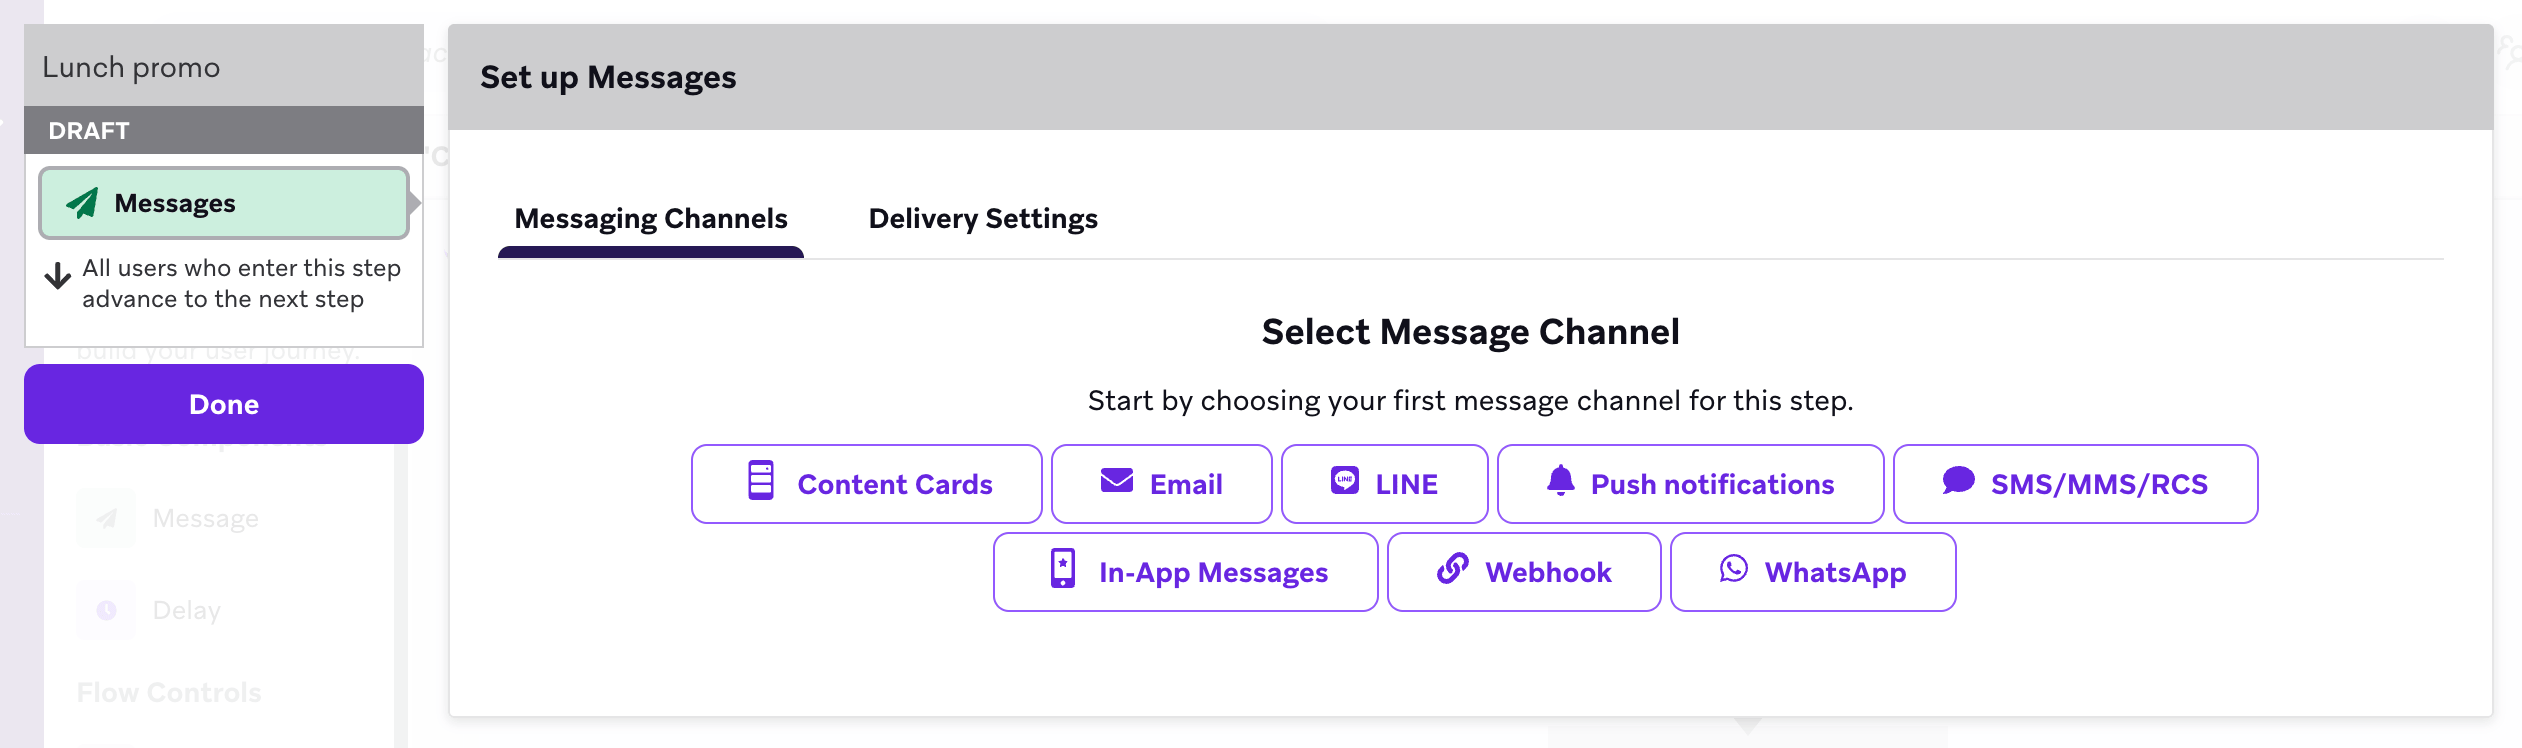 Lunch promo
DRAFT
Messages
All users who enter this step
advance to the next step
build your user journey.
Done
Message
Delay
Flow Controls
Set up Messages
Messaging Channels
Delivery Settings
Select Message Channel
Start by choosing your first message channel for this step.
Content Cards
Email
LINE
LINE
Push notifications
SMS/MMS/RCS
In-App Messages
Webhook
WhatsApp